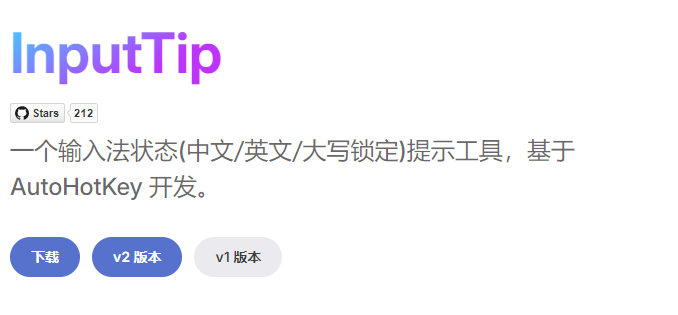 InputTip
Stars 212
一个输入法状态(中文/英文/大写锁定)提示工具，基于
AutoHotKey 开发。
下载 v2 版本 v1 版本